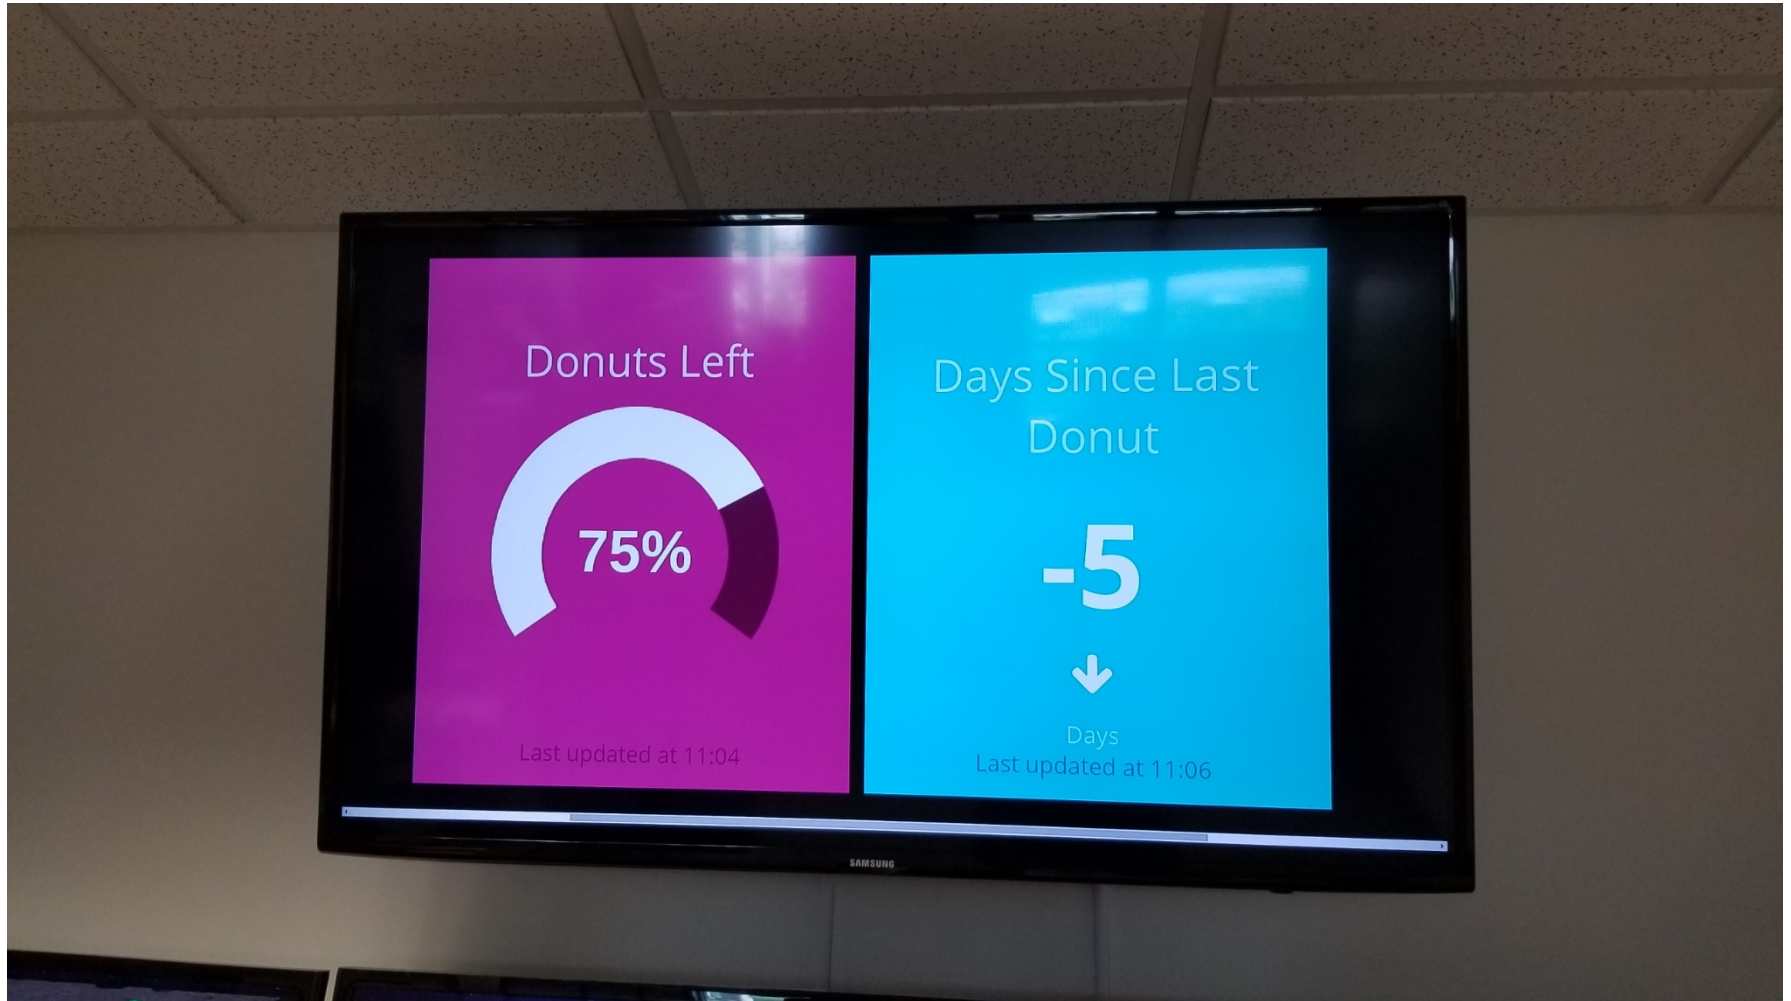 Donuts Left
75%
Last updated at 11:04
Days Since Last
Donut
-5
Days
Last updated at 11:06
SAMSUNG